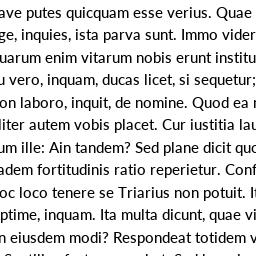 ave putes quicquam esse verius. Quae
ge, inquies, ista parva sunt. Immo vider
uarum enim vitarum nobis erunt institu
u vero, inquam, ducas licet, si sequetur;
on laboro, inquit, de nomine. Quod ea
liter autem vobis placet. Cur iustitia lau
um ille: Ain tandem? Sed plane dicit quo
adem fortitudinis ratio reperietur. Conf
oc loco tenere se Triarius non potuit. It
ptime, inquam. Ita multa dicunt, quae vi
n eiusdem modi? Respondeat totidem v